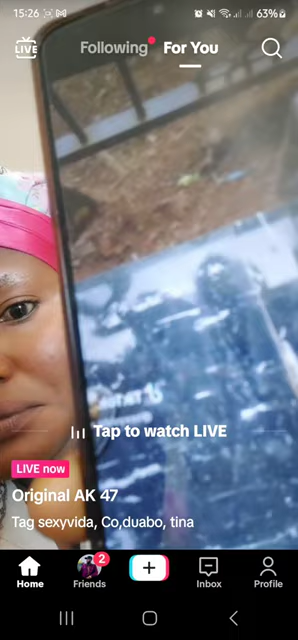 15:26
63%
LIVE
Following
For You
Tap to watch LIVE
LIVE now
Original AK 47
Tag sexyvida, Co,duabo, tina
2
Home
Friends
Inbox
Profile